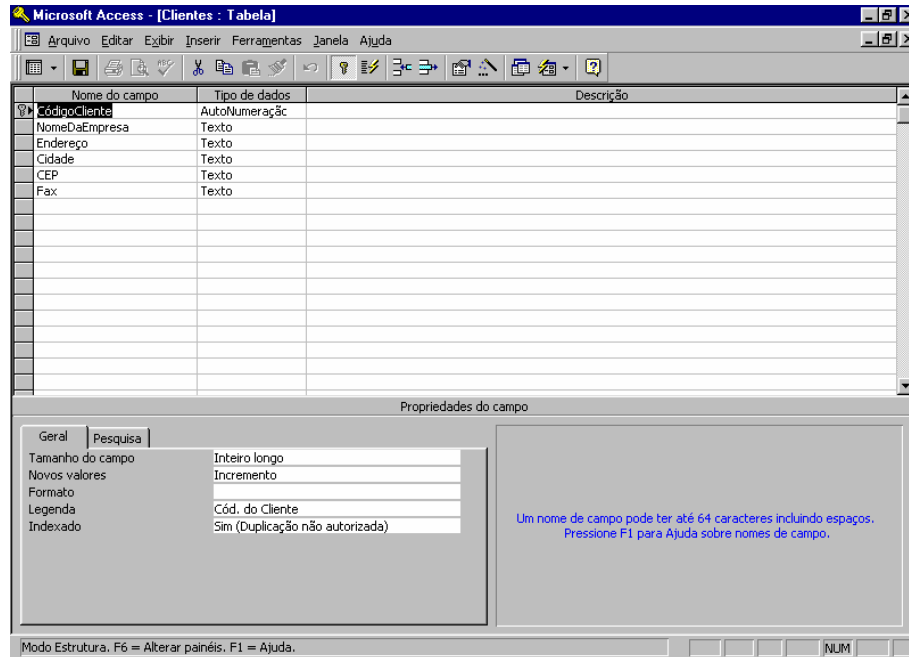 Microsoft Access - [Clientes : Tabela]
Arquivo Editar Exibir Inserir Ferramentas Janela Ajuda
Nome do campo Tipo de dados Descrição
CódigoCliente AutoNumeraçãc
NomeDaEmpresa Texto
Endereço Texto
Cidade Texto
CEP Texto
Fax Texto
Propriedades do campo
Geral Pesquisa
Tamanho do campo Inteiro longo
Novos valores Incremento
Formato
Legenda Cód. do Cliente
Indexado Sim (Duplicação não autorizada)
Um nome de campo pode ter até 64 caracteres incluindo espaços.
Pressione F1 para Ajuda sobre nomes de campo.
Modo Estrutura. F6 = Alterar painéis. F1 = Ajuda. NUM